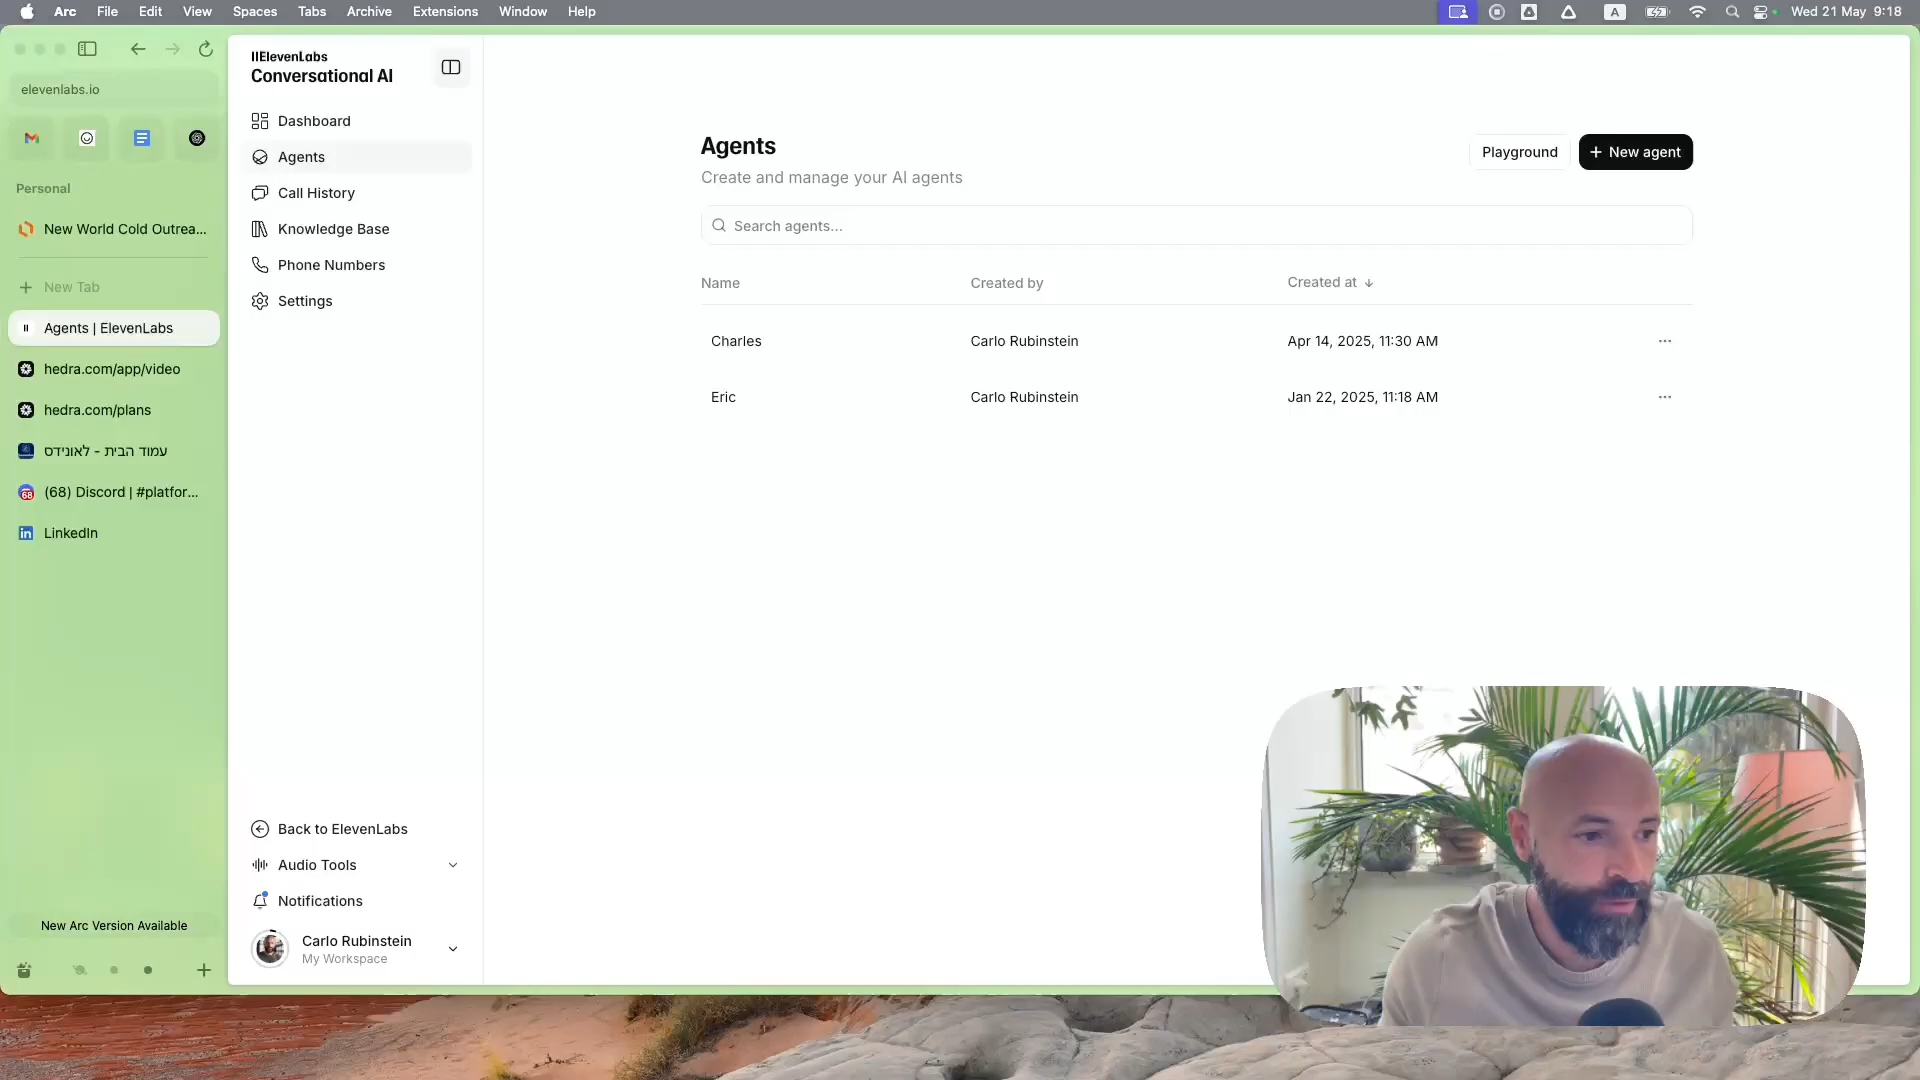 Arc File Edit View Spaces Tabs Archive Extensions Window Help
A Wed 21 May 9:18
elevenlabs.io
Personal
New World Cold Outrea...
New Tab
Agents | ElevenLabs
hedra.com/app/video
hedra.com/plans
עמוד הבית - לאונידס
68 (68) Discord | #platfor...
in LinkedIn
New Arc Version Available
IIElevenLabs
Conversational AI
Dashboard
Agents
Call History
Knowledge Base
Phone Numbers
Settings
Back to ElevenLabs
Audio Tools
Notifications
Carlo Rubinstein
My Workspace
Agents
Create and manage your AI agents
Playground
+ New agent
Search agents...
Name Created by Created at ↓
Charles Carlo Rubinstein Apr 14, 2025, 11:30 AM ...
Eric Carlo Rubinstein Jan 22, 2025, 11:18 AM ...